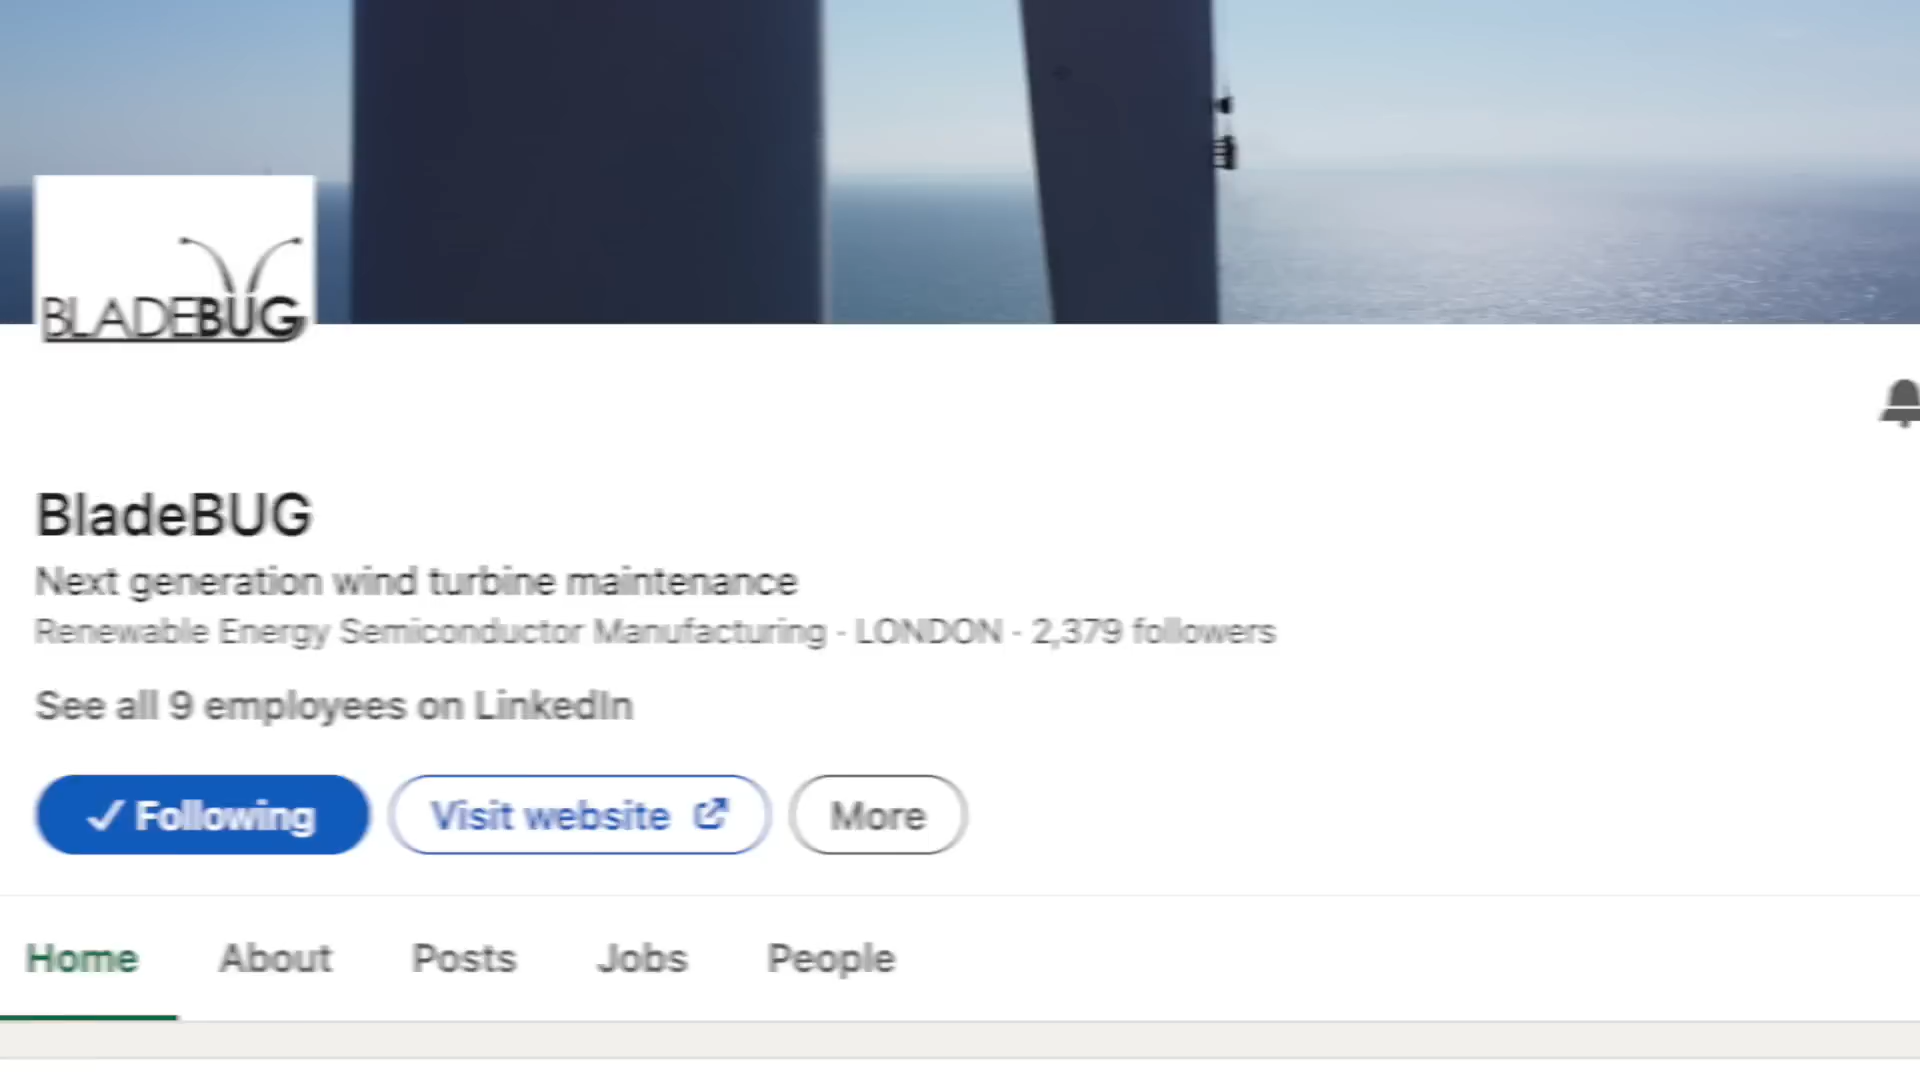 BLADEBUG
BladeBUG
Next generation wind turbine maintenance
Renewable Energy Semiconductor Manufacturing · LONDON · 2,379 followers
See all 9 employees on LinkedIn
✓ Following
Visit website
More
Home
About
Posts
Jobs
People